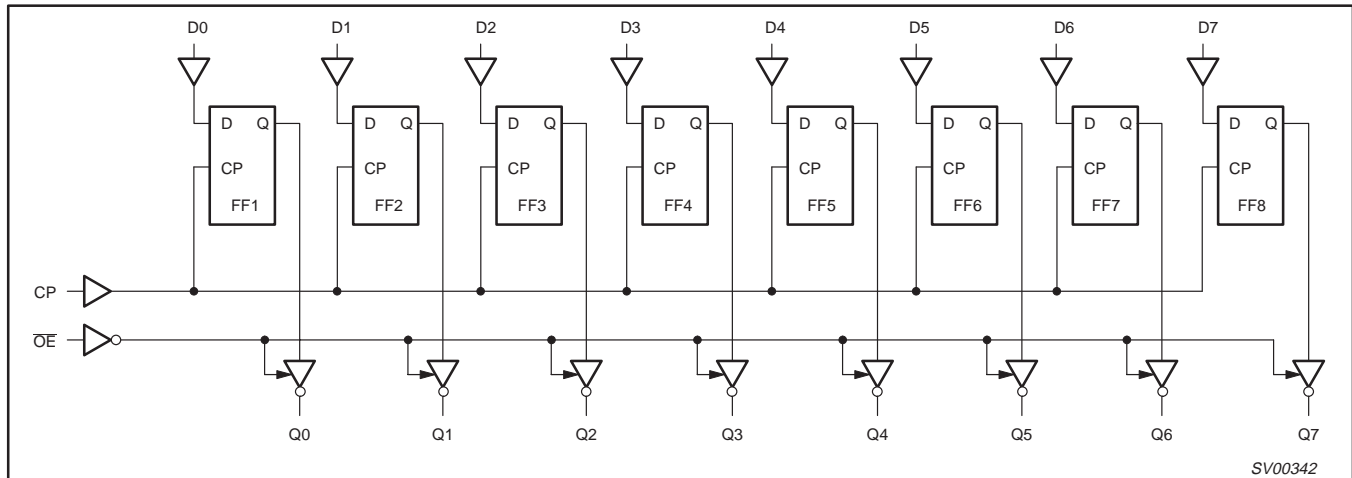 D0 D1 D2 D3 D4 D5 D6 D7
D Q D Q D Q D Q D Q D Q D Q D Q
CP CP CP CP CP CP CP CP
FF1 FF2 FF3 FF4 FF5 FF6 FF7 FF8
CP
O̅E̅
Q0 Q1 Q2 Q3 Q4 Q5 Q6 Q7
SV00342